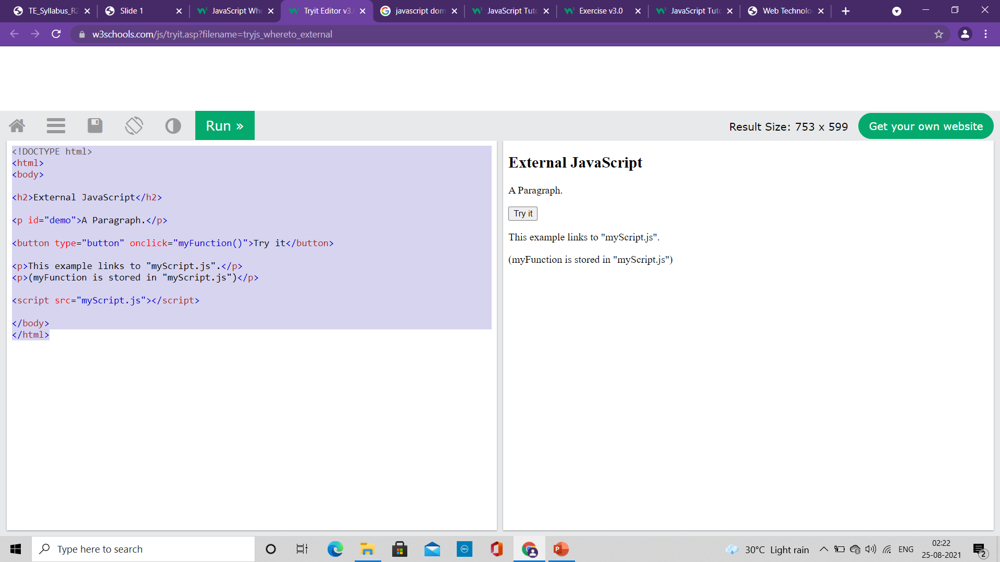 TE_Syllabus_R2
Slide 1
JavaScript Whe
Tryit Editor v3.
javascript dom
JavaScript Tuto
Exercise v3.0
JavaScript Tuto
Web Technolo
w3schools.com/js/tryit.asp?filename=tryjs_whereto_external
Run »
Result Size: 753 x 599
Get your own website
<!DOCTYPE html>
<html>
<body>
<h2>External JavaScript</h2>
<p id="demo">A Paragraph.</p>
<button type="button" onclick="myFunction()">Try it</button>
<p>This example links to "myScript.js".</p>
<p>(myFunction is stored in "myScript.js")</p>
<script src="myScript.js"></script>
</body>
</html>
External JavaScript
A Paragraph.
Try it
This example links to "myScript.js".
(myFunction is stored in "myScript.js")
Type here to search
30°C Light rain
ENG
02:22
25-08-2021
2